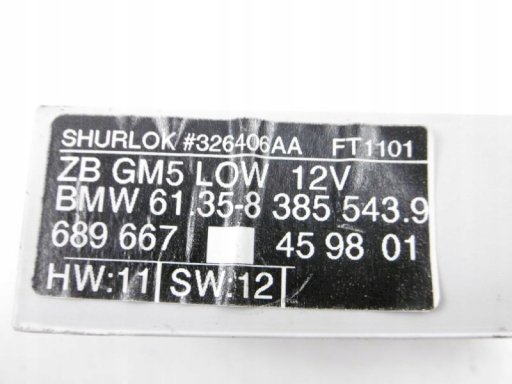 SHURLOK #326406AA FT1101
ZB GM5 LOW 12V
BMW 61.35-8 385 543.9
689 667 45 98 01
HW:11 SW:12